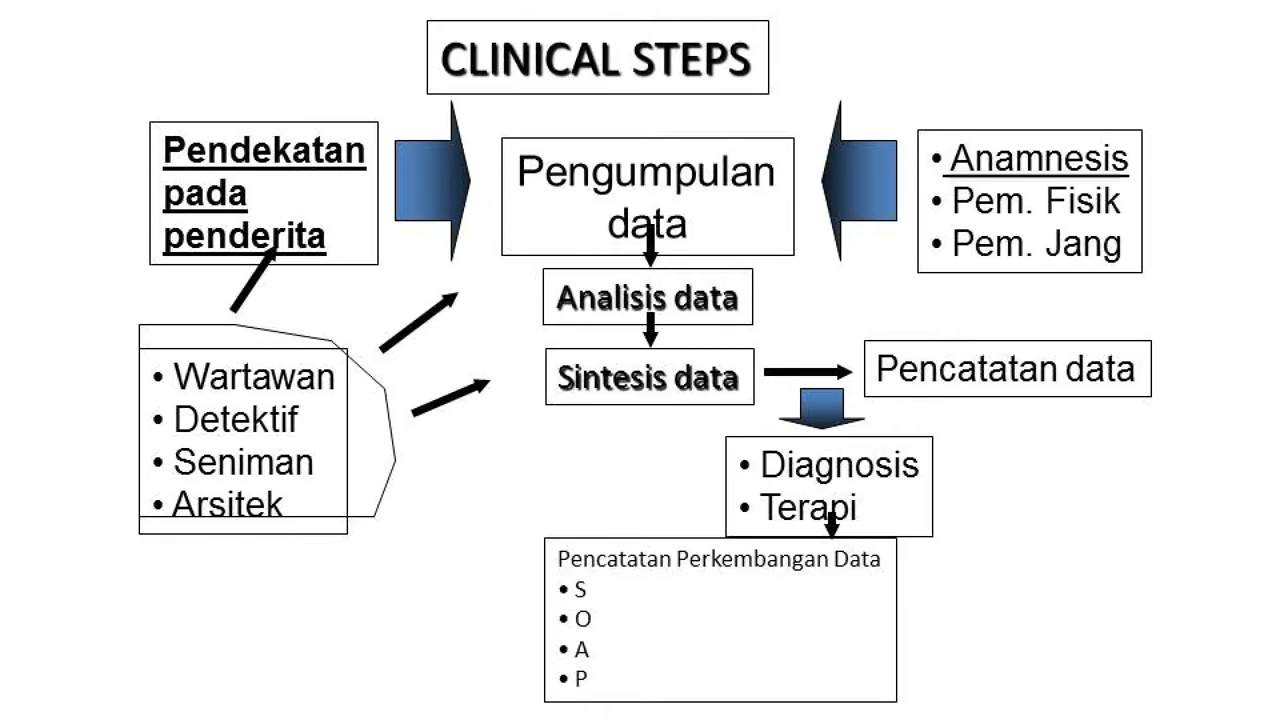 CLINICAL STEPS
Pendekatan
pada
penderita
Pengumpulan
data
• Anamnesis
• Pem. Fisik
• Pem. Jang
Analisis data
Sintesis data
Pencatatan data
• Wartawan
• Detektif
• Seniman
• Arsitek
• Diagnosis
• Terapi
Pencatatan Perkembangan Data
• S
• O
• A
• P